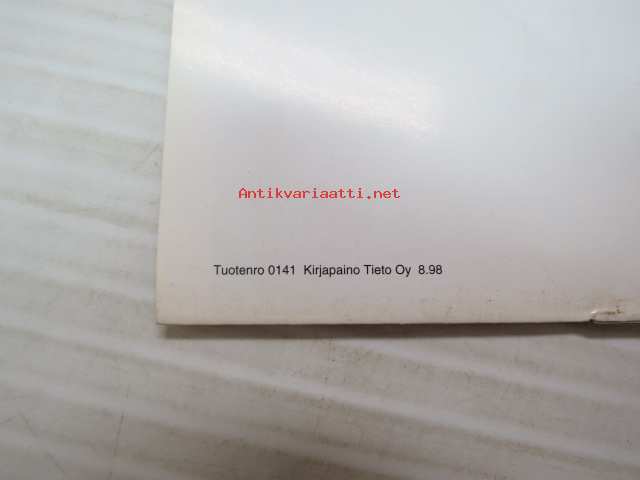 Antikvariaatti.net
Tuotenro 0141 Kirjapaino Tieto Oy 8.98